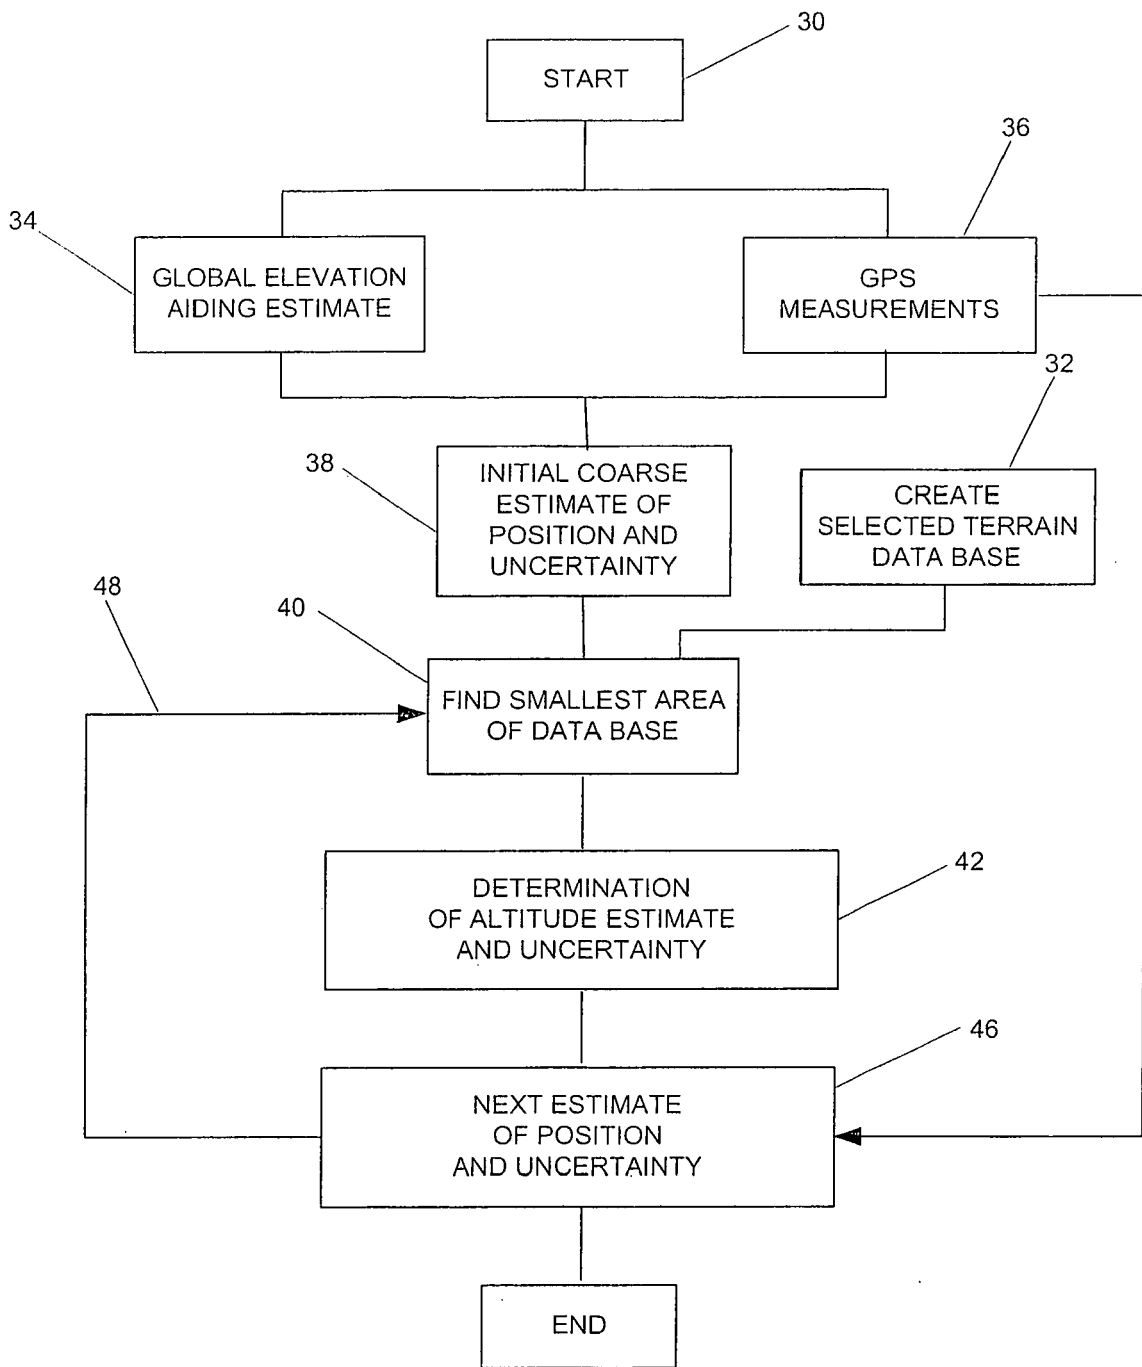 30
START
36
34
GLOBAL ELEVATION
AIDING ESTIMATE
GPS
MEASUREMENTS
32
38
INITIAL COARSE
ESTIMATE OF
POSITION AND
UNCERTAINTY
CREATE
SELECTED TERRAIN
DATA BASE
48
40
FIND SMALLEST AREA
OF DATA BASE
42
DETERMINATION
OF ALTITUDE ESTIMATE
AND UNCERTAINTY
46
NEXT ESTIMATE
OF POSITION
AND UNCERTAINTY
END